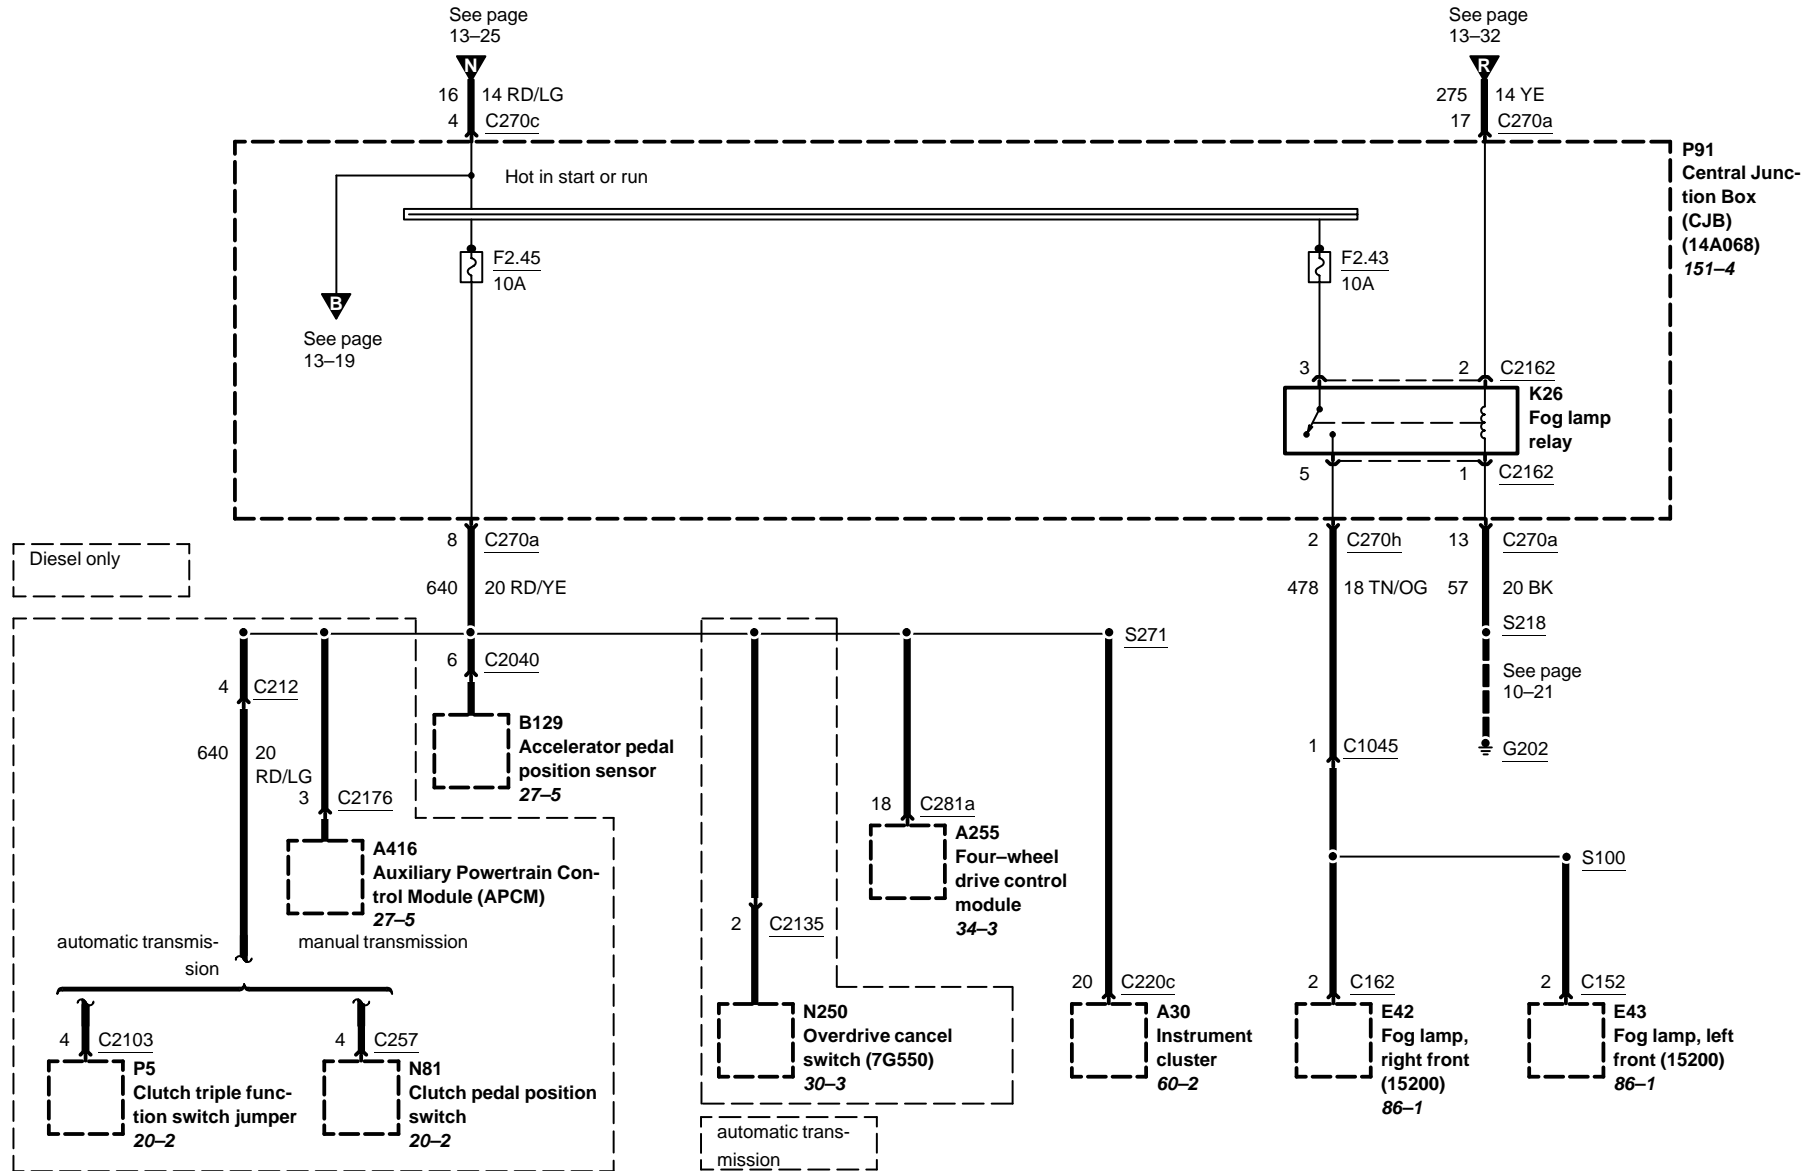 See page
13–25
N
16 14 RD/LG
4 C270c
See page
13–32
R
275 14 YE
17 C270a
P91
Central Junc-
tion Box
(CJB)
(14A068)
151–4
Hot in start or run
F2.45
10A
F2.43
10A
B
See page
13–19
3 2 C2162
K26
Fog lamp
relay
5 1 C2162
8 C270a
2 C270h
13 C270a
Diesel only
640 20 RD/YE
478 18 TN/OG
57 20 BK
S218
S271
6 C2040
See page
10–21
4 C212
B129
Accelerator pedal
position sensor
27–5
640 20
RD/LG
1 C1045
G202
3 C2176
18 C281a
A416
Auxiliary Powertrain Con-
trol Module (APCM)
27–5
A255
Four–wheel
drive control
module
34–3
S100
2 C2135
automatic transmis-
sion
manual transmission
20 C220c
2 C162
2 C152
N250
Overdrive cancel
switch (7G550)
30–3
A30
Instrument
cluster
60–2
E42
Fog lamp,
right front
(15200)
86–1
E43
Fog lamp, left
front (15200)
86–1
4 C2103
4 C257
P5
Clutch triple func-
tion switch jumper
20–2
N81
Clutch pedal position
switch
20–2
automatic trans-
mission